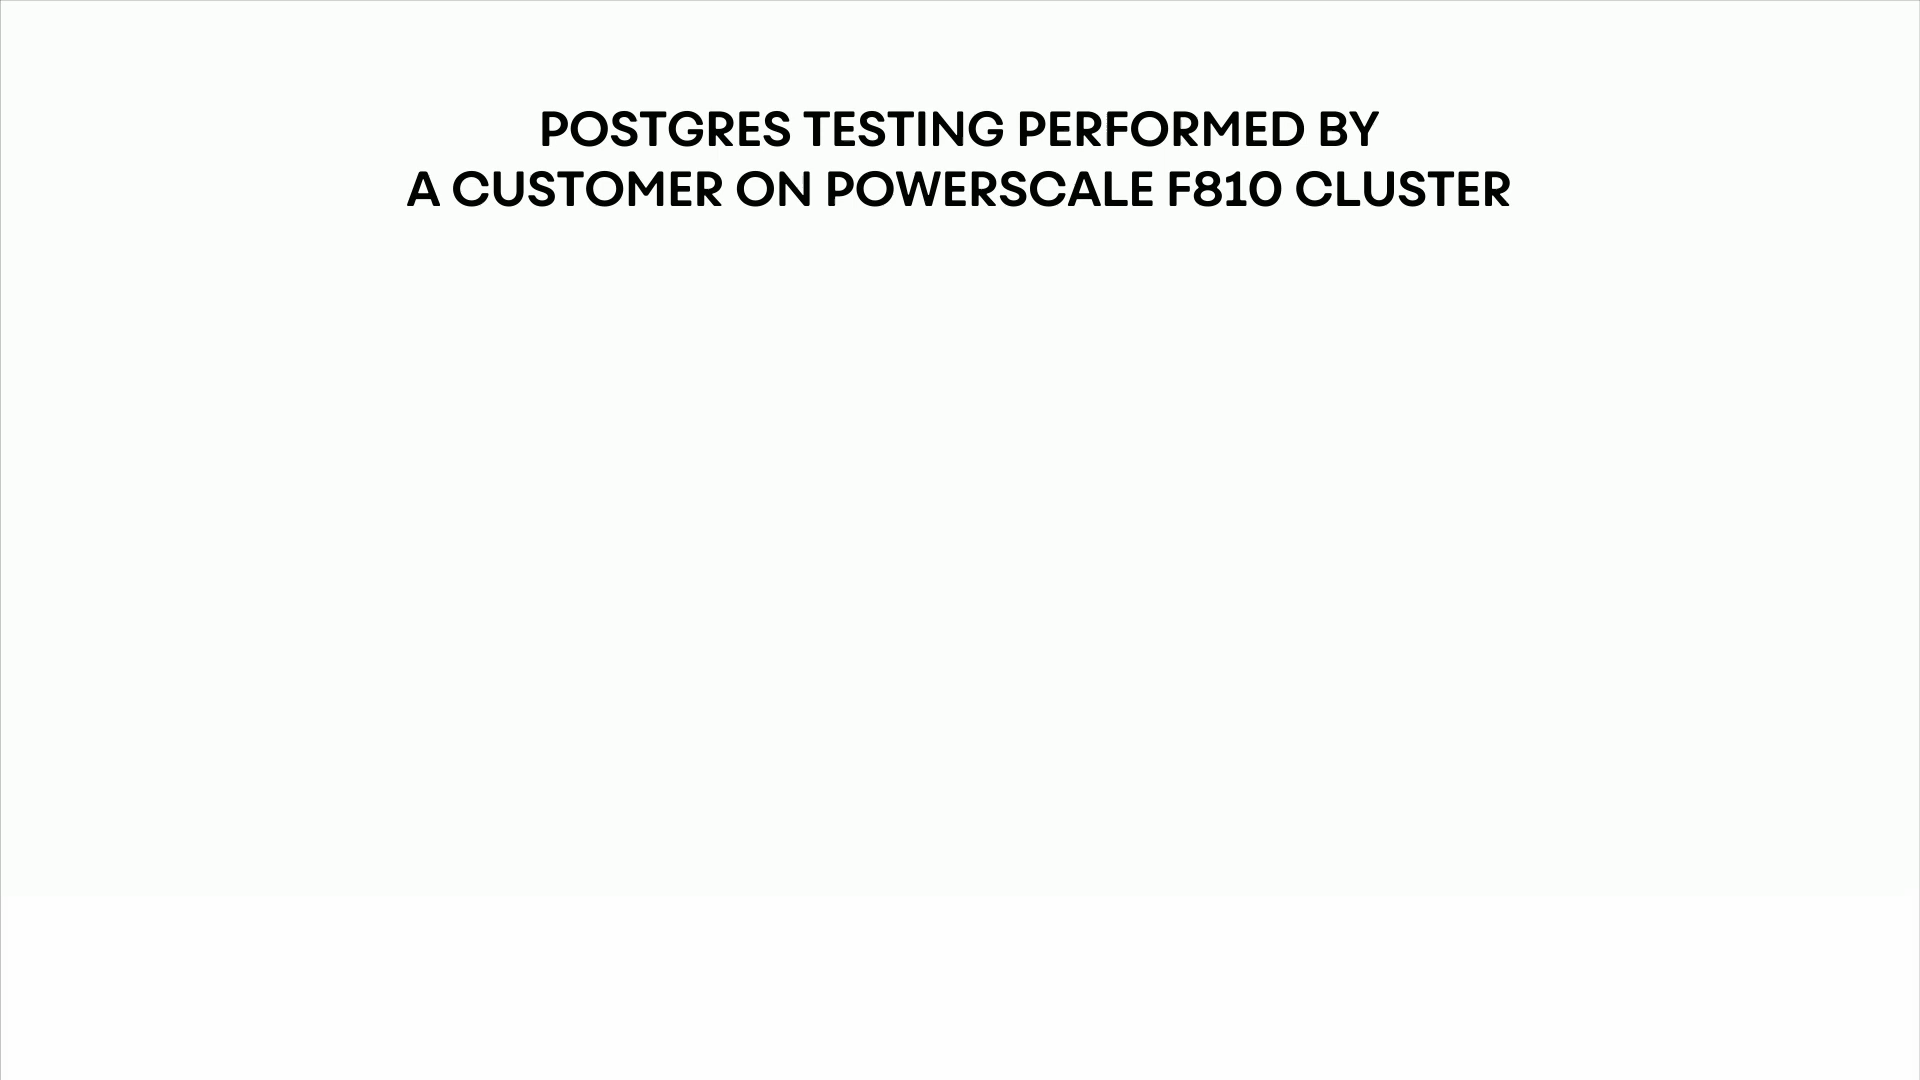 POSTGRES TESTING PERFORMED BY
A CUSTOMER ON POWERSCALE F810 CLUSTER